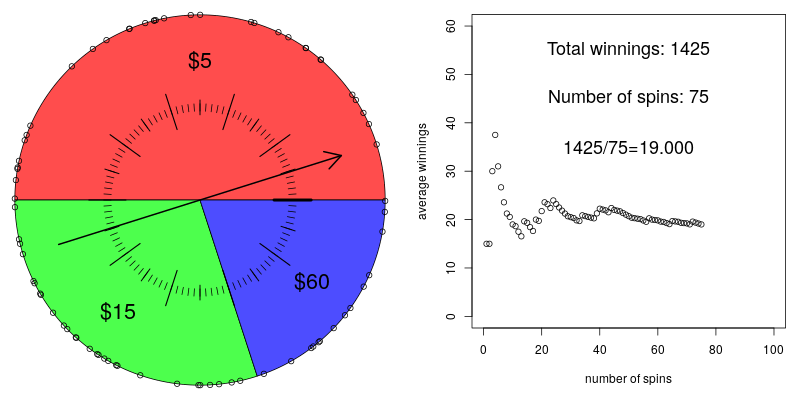 $5
$15
$60
Total winnings: 1425
Number of spins: 75
1425/75=19.000
average winnings
60
50
40
30
20
10
0
0 20 40 60 80 100
number of spins